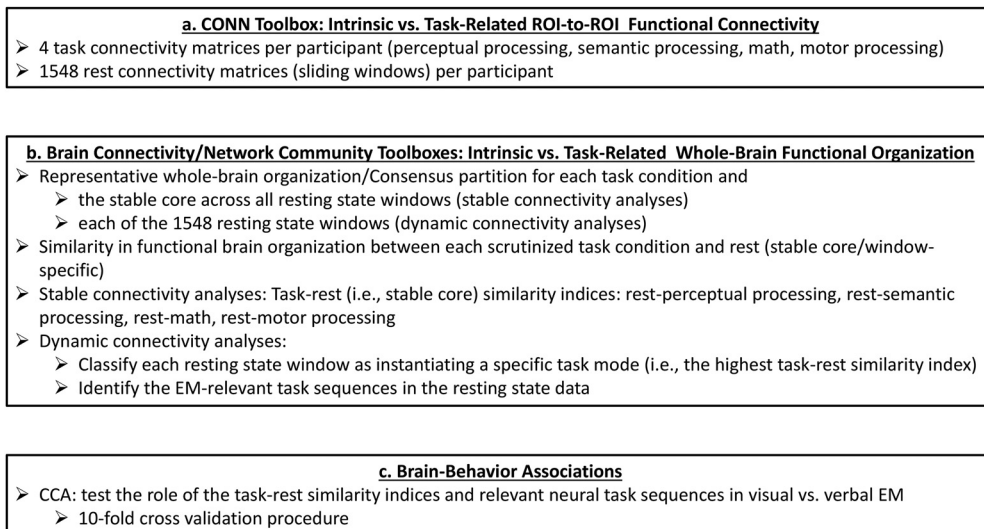 a. CONN Toolbox: Intrinsic vs. Task-Related ROI-to-ROI Functional Connectivity
➢ 4 task connectivity matrices per participant (perceptual processing, semantic processing, math, motor processing)
➢ 1548 rest connectivity matrices (sliding windows) per participant
b. Brain Connectivity/Network Community Toolboxes: Intrinsic vs. Task-Related Whole-Brain Functional Organization
➢ Representative whole-brain organization/Consensus partition for each task condition and
➢ the stable core across all resting state windows (stable connectivity analyses)
➢ each of the 1548 resting state windows (dynamic connectivity analyses)
➢ Similarity in functional brain organization between each scrutinized task condition and rest (stable core/window-
specific)
➢ Stable connectivity analyses: Task-rest (i.e., stable core) similarity indices: rest-perceptual processing, rest-semantic
processing, rest-math, rest-motor processing
➢ Dynamic connectivity analyses:
➢ Classify each resting state window as instantiating a specific task mode (i.e., the highest task-rest similarity index)
➢ Identify the EM-relevant task sequences in the resting state data
c. Brain-Behavior Associations
➢ CCA: test the role of the task-rest similarity indices and relevant neural task sequences in visual vs. verbal EM
➢ 10-fold cross validation procedure